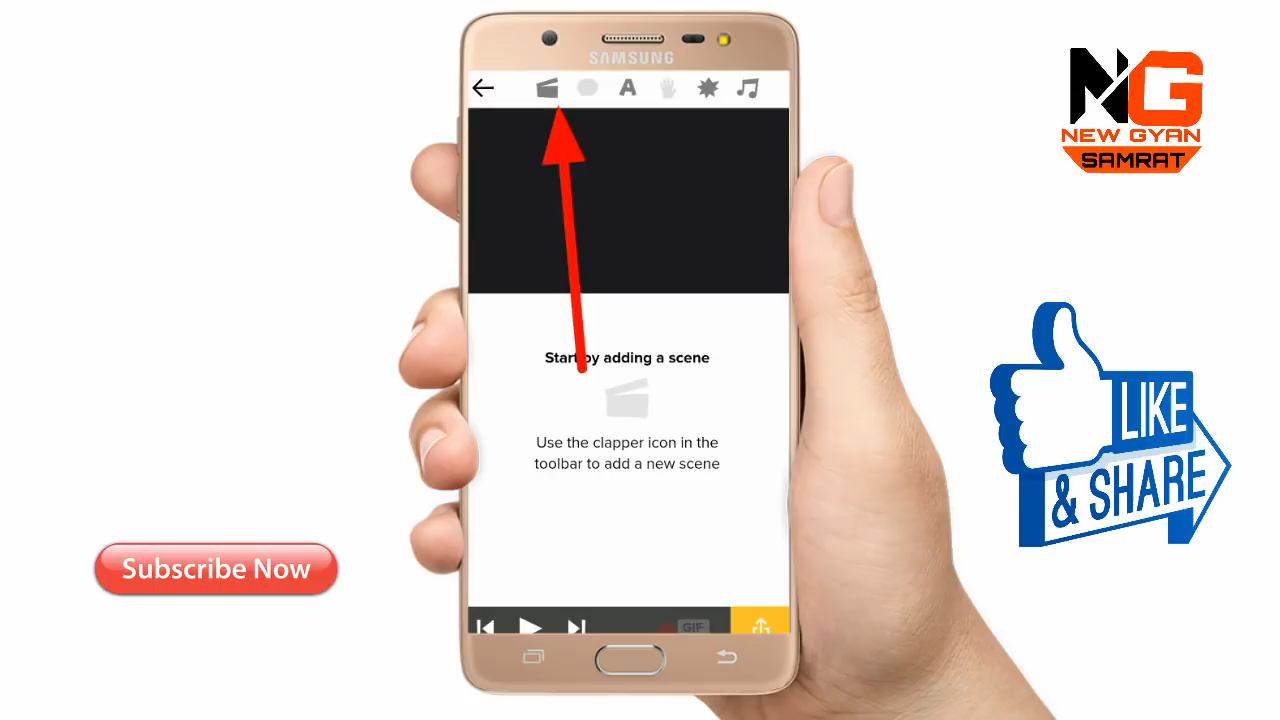 SAMSUNG
A
NG
NEW GYAN
SAMRAT
Start by adding a scene
Use the clapper icon in the
toolbar to add a new scene
LIKE
& SHARE
Subscribe Now
GIF